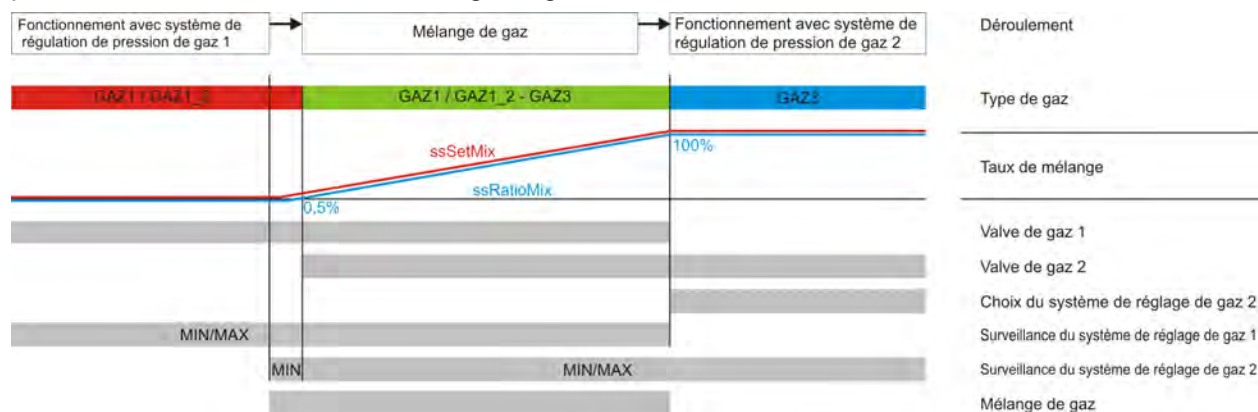 Fonctionnement avec système de
régulation de pression de gaz 1
Mélange de gaz
Fonctionnement avec système de
régulation de pression de gaz 2
Déroulement
GAZ1 / GAZ1_2
GAZ1 / GAZ1_2 - GAZ3
GAZ3
Type de gaz
ssSetMix
100%
Taux de mélange
ssRatioMix
0,5%
Valve de gaz 1
Valve de gaz 2
Choix du système de réglage de gaz 2
MIN/MAX
Surveillance du système de réglage de gaz 1
MIN
MIN/MAX
Surveillance du système de réglage de gaz 2
Mélange de gaz